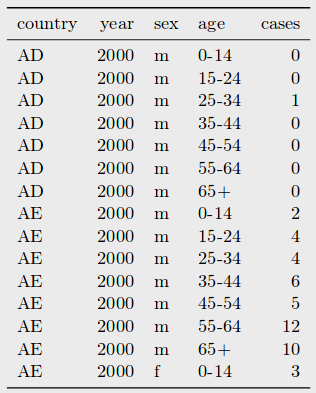 country year sex age cases
AD 2000 m 0-14 0
AD 2000 m 15-24 0
AD 2000 m 25-34 1
AD 2000 m 35-44 0
AD 2000 m 45-54 0
AD 2000 m 55-64 0
AD 2000 m 65+ 0
AE 2000 m 0-14 2
AE 2000 m 15-24 4
AE 2000 m 25-34 4
AE 2000 m 35-44 6
AE 2000 m 45-54 5
AE 2000 m 55-64 12
AE 2000 m 65+ 10
AE 2000 f 0-14 3